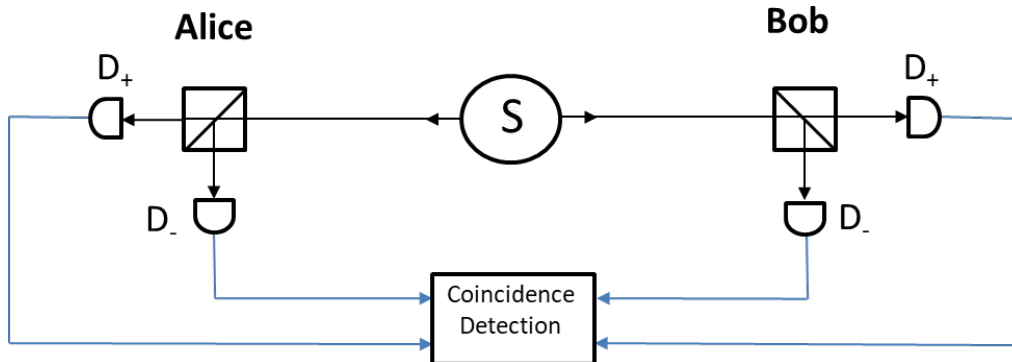 Alice
Bob
D₊
D₊
S
D₋
D₋
Coincidence
Detection